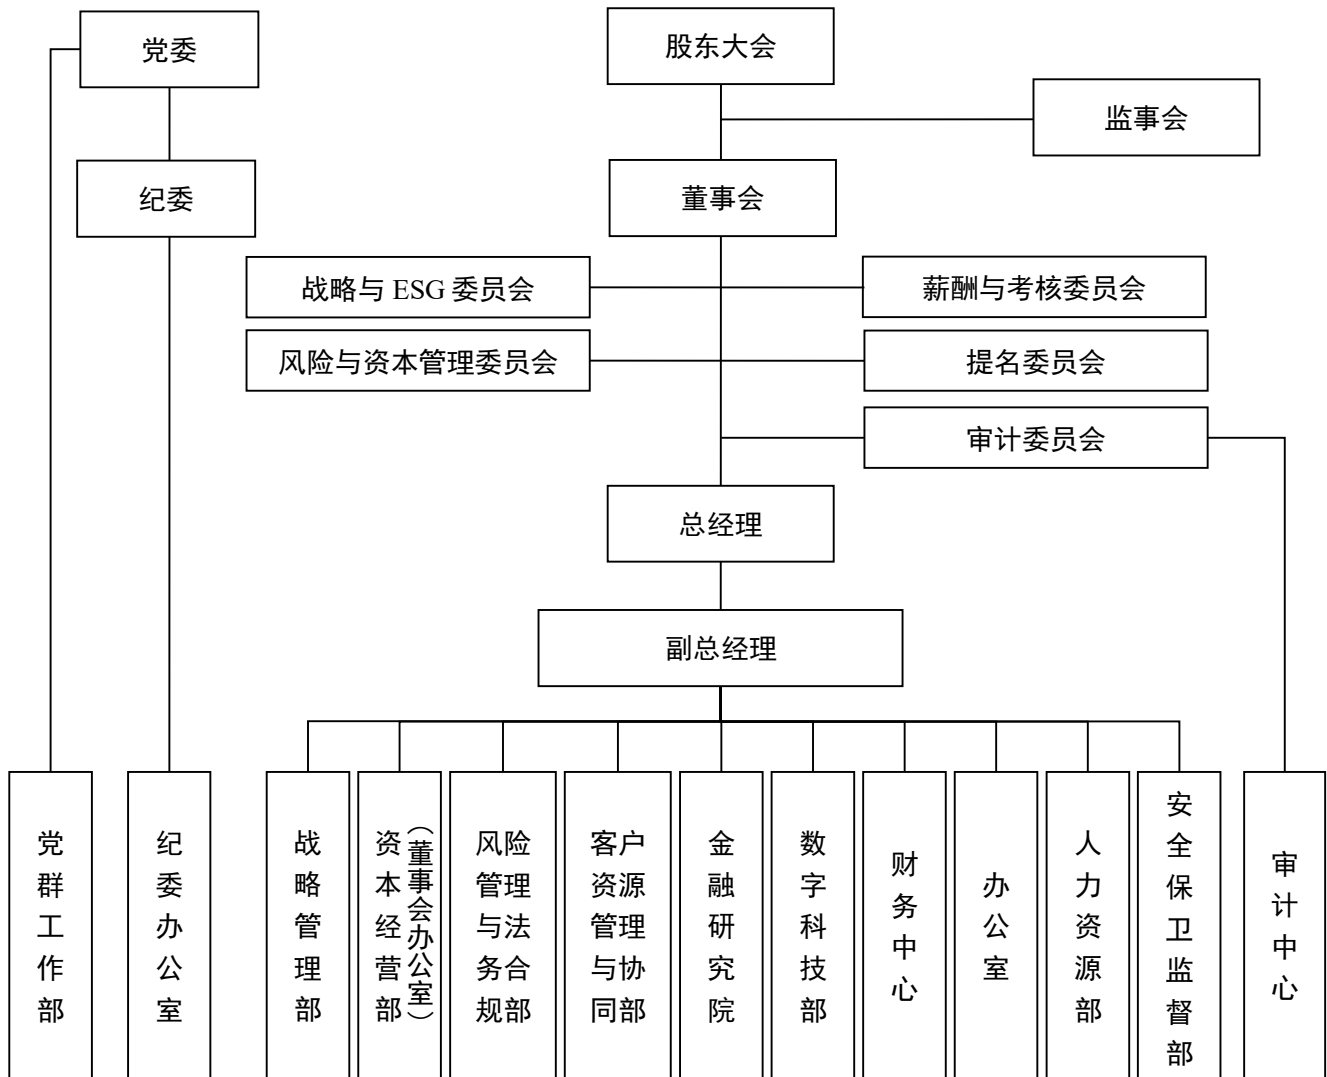 党委
股东大会
监事会
纪委
董事会
战略与 ESG 委员会
薪酬与考核委员会
风险与资本管理委员会
提名委员会
审计委员会
总经理
副总经理
党群工作部
纪委办公室
战略管理部
资本经营部
（董事会办公室）
风险管理与法务合规部
客户资源管理与协同部
金融研究院
数字科技部
财务中心
办公室
人力资源部
安全保卫监督部
审计中心